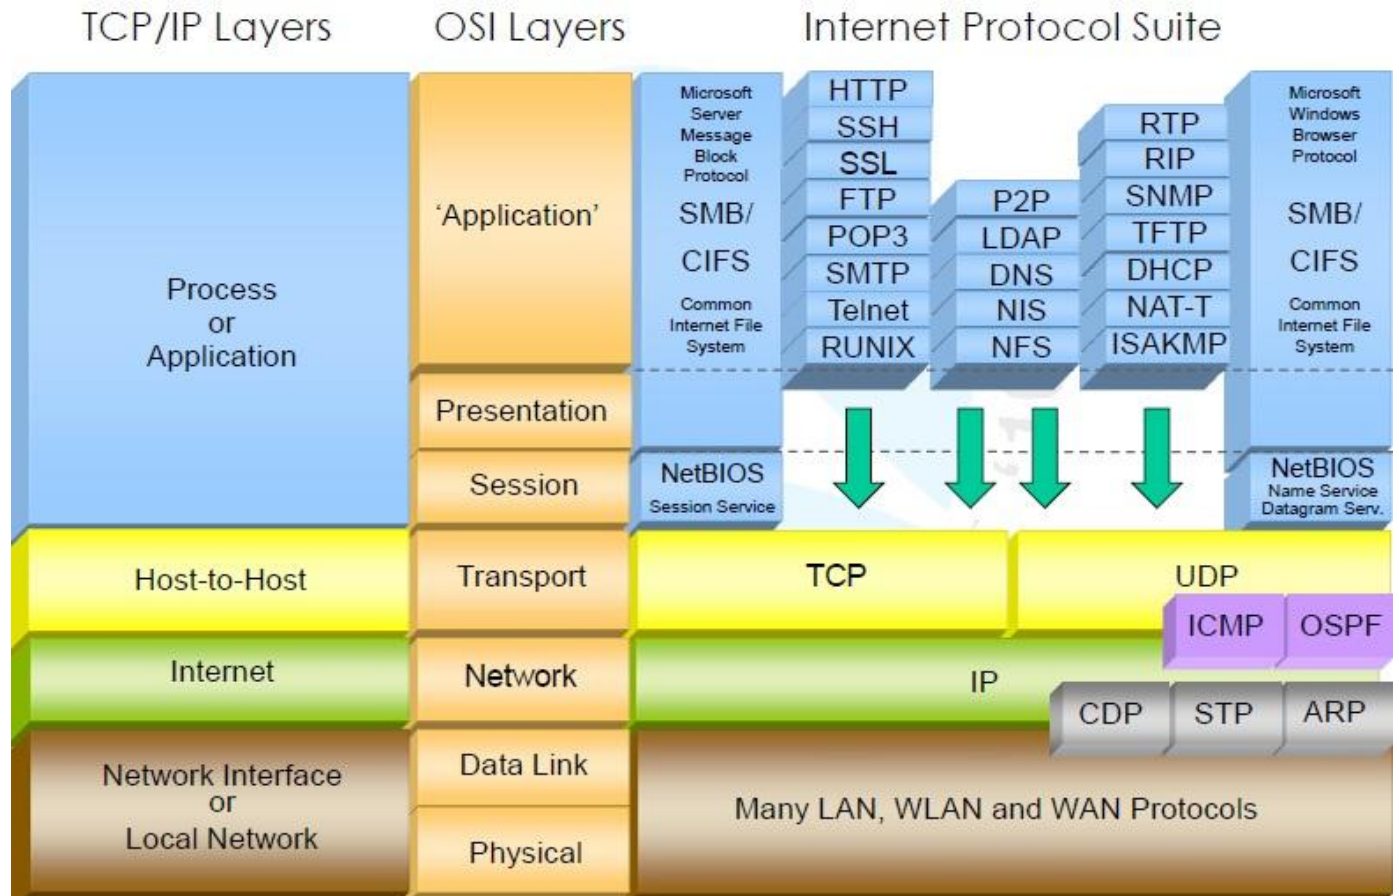 TCP/IP Layers
OSI Layers
Internet Protocol Suite
Process
or
Application
Host-to-Host
Internet
Network Interface
or
Local Network
'Application'
Presentation
Session
Transport
Network
Data Link
Physical
Microsoft
Server
Message
Block
Protocol
SMB/
CIFS
Common
Internet File
System
NetBIOS
Session Service
HTTP
SSH
SSL
FTP
POP3
SMTP
Telnet
RUNIX
P2P
LDAP
DNS
NIS
NFS
RTP
RIP
SNMP
TFTP
DHCP
NAT-T
ISAKMP
Microsoft
Windows
Browser
Protocol
SMB/
CIFS
Common
Internet File
System
NetBIOS
Name Service
Datagram Serv.
TCP
UDP
ICMP
OSPF
IP
CDP
STP
ARP
Many LAN, WLAN and WAN Protocols